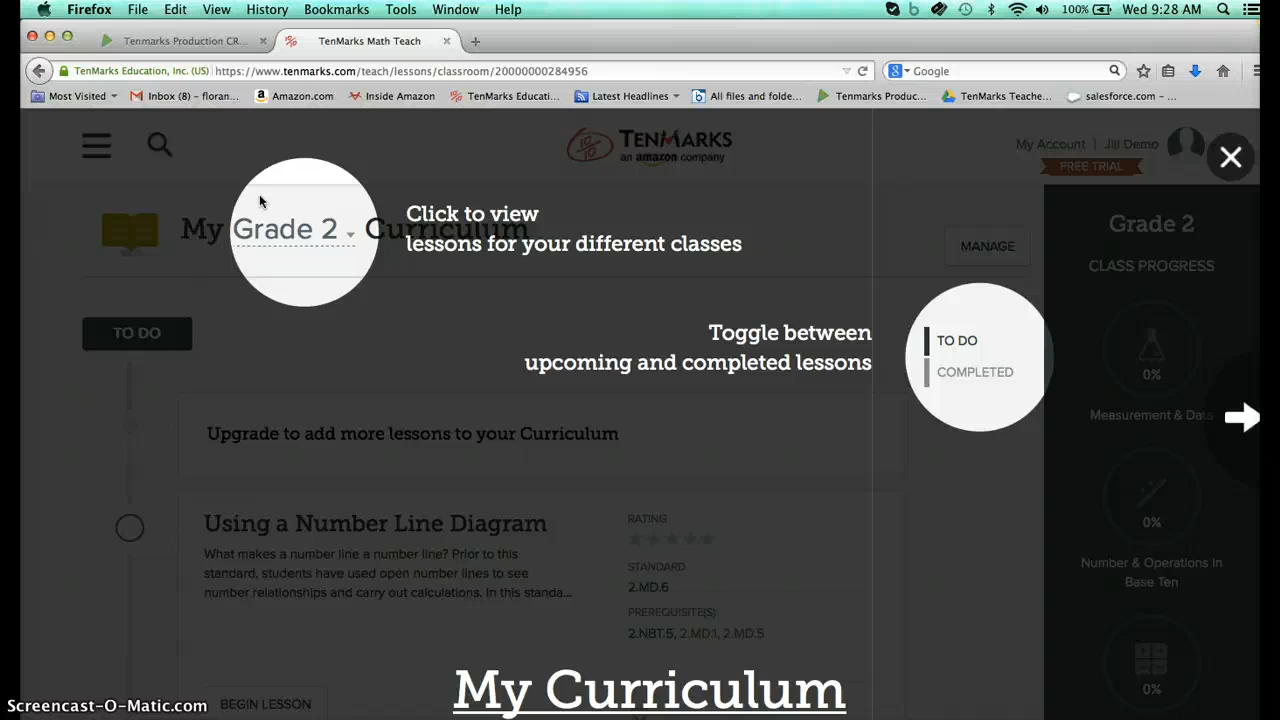 Firefox File Edit View History Bookmarks Tools Window Help 100% Wed 9:28 AM
Tenmarks Production CR... × TenMarks Math Teach × +
TenMarks Education, Inc. (US) https://www.tenmarks.com/teach/lessons/classroom/20000000284956 Google
Most Visited Inbox (8) – floran... Amazon.com Inside Amazon TenMarks Educati... Latest Headlines All files and folde... Tenmarks Produc... TenMarks Teache... salesforce.com – ...
10/10 TENMARKS
an amazon company
My Account | Jill Demo
FREE TRIAL
My Grade 2 Curriculum
Click to view
lessons for your different classes
MANAGE
Grade 2
CLASS PROGRESS
TO DO
Toggle between
upcoming and completed lessons
TO DO
COMPLETED
0%
Measurement & Data
Upgrade to add more lessons to your Curriculum
Using a Number Line Diagram
What makes a number line a number line? Prior to this
standard, students have used open number lines to see
number relationships and carry out calculations. In this standa...
RATING
STANDARD
2.MD.6
PREREQUISITE(S)
2.NBT.5, 2.MD.1, 2.MD.5
0%
Number & Operations In
Base Ten
0%
BEGIN LESSON
My Curriculum
Screencast-O-Matic.com